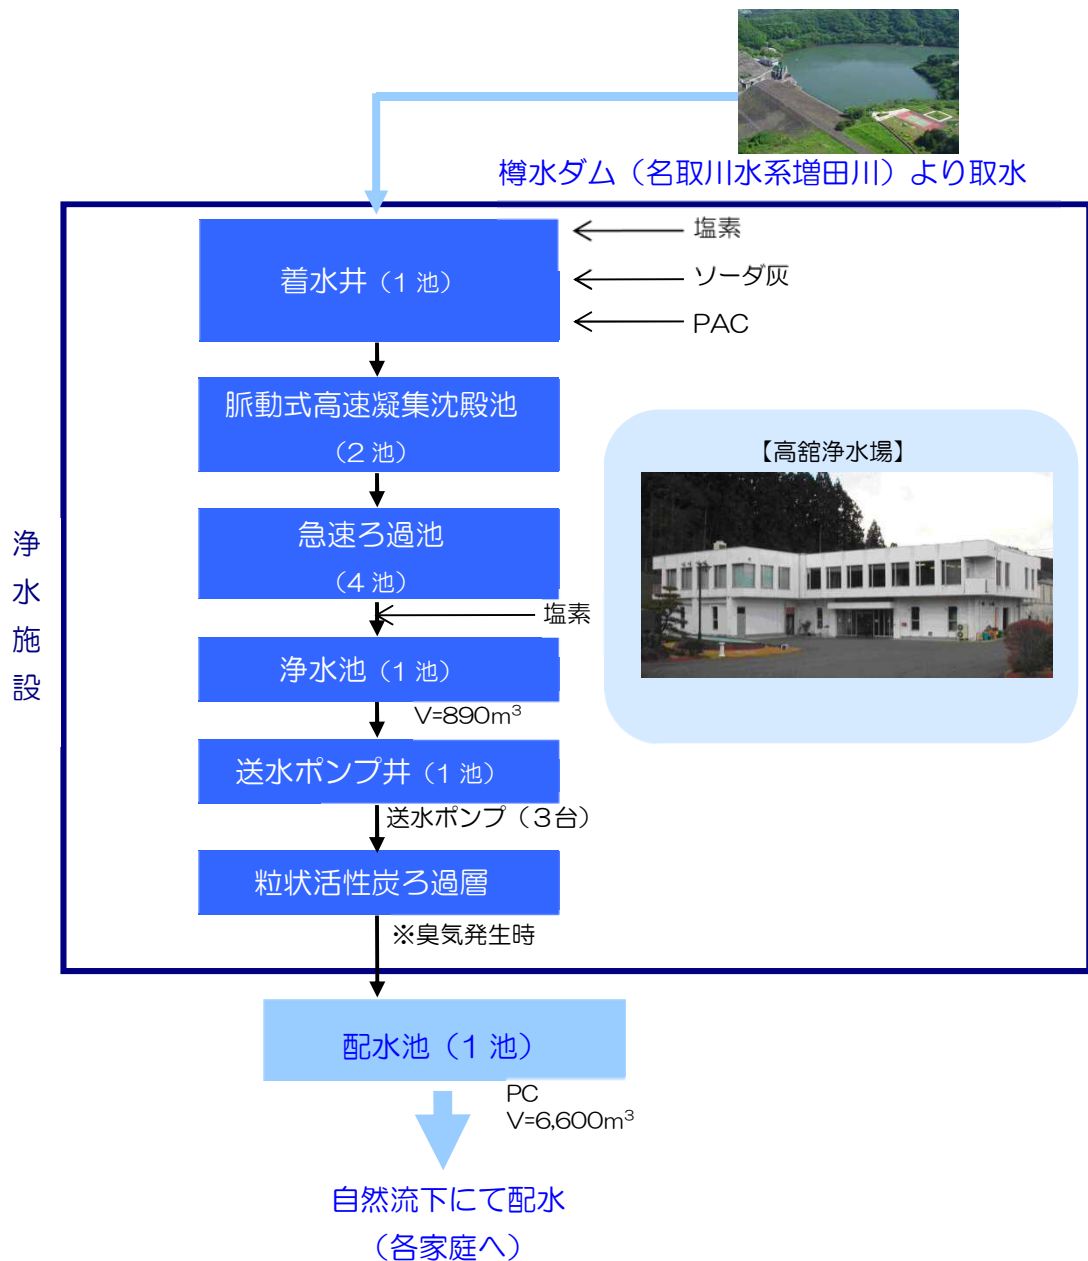 樽水ダム（名取川水系増田川）より取水
着水井（1 池）
塩素
ソーダ灰
PAC
脈動式高速凝集沈殿池
（2 池）
【高舘浄水場】
急速ろ過池
（4 池）
塩素
浄水施設
浄水池（1 池）
V=890m³
送水ポンプ井（1 池）
送水ポンプ（3台）
粒状活性炭ろ過層
※臭気発生時
配水池（1 池）
PC
V=6,600m³
自然流下にて配水
（各家庭へ）